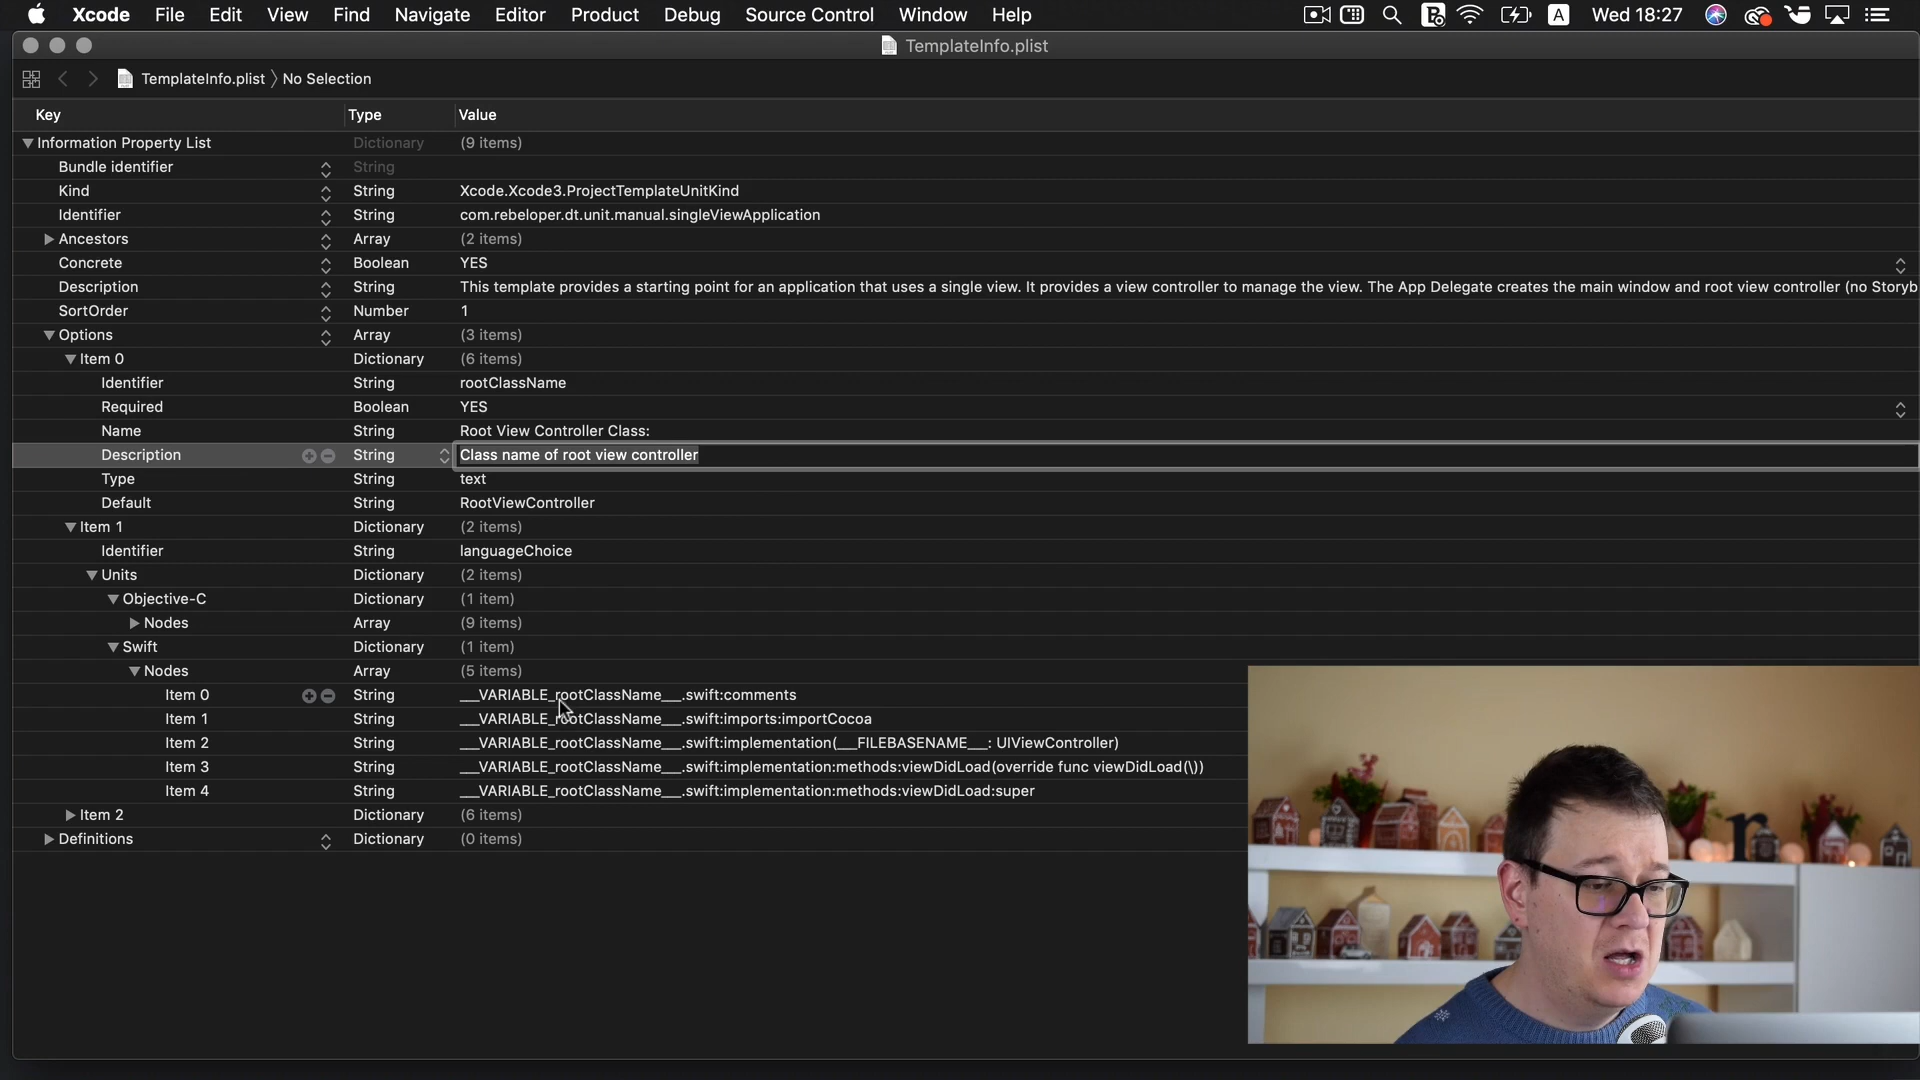 Xcode File Edit View Find Navigate Editor Product Debug Source Control Window Help A Wed 18:27
TemplateInfo.plist
TemplateInfo.plist 〉 No Selection
Key Type Value
Information Property List Dictionary (9 items)
Bundle identifier String
Kind String Xcode.Xcode3.ProjectTemplateUnitKind
Identifier String com.rebeloper.dt.unit.manual.singleViewApplication
Ancestors Array (2 items)
Concrete Boolean YES
Description String This template provides a starting point for an application that uses a single view. It provides a view controller to manage the view. The App Delegate creates the main window and root view controller (no Storyb
SortOrder Number 1
Options Array (3 items)
Item 0 Dictionary (6 items)
Identifier String rootClassName
Required Boolean YES
Name String Root View Controller Class:
Description String Class name of root view controller
Type String text
Default String RootViewController
Item 1 Dictionary (2 items)
Identifier String languageChoice
Units Dictionary (2 items)
Objective-C Dictionary (1 item)
Nodes Array (9 items)
Swift Dictionary (1 item)
Nodes Array (5 items)
Item 0 String ___VARIABLE_rootClassName___.swift:comments
Item 1 String ___VARIABLE_rootClassName___.swift:imports:importCocoa
Item 2 String ___VARIABLE_rootClassName___.swift:implementation(___FILEBASENAME___: UIViewController)
Item 3 String ___VARIABLE_rootClassName___.swift:implementation:methods:viewDidLoad(override func viewDidLoad(\))
Item 4 String ___VARIABLE_rootClassName___.swift:implementation:methods:viewDidLoad:super
Item 2 Dictionary (6 items)
Definitions Dictionary (0 items)
r